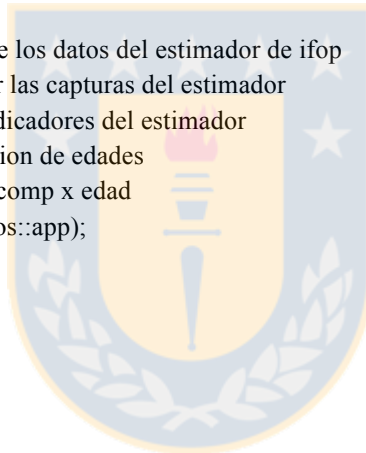 e los datos del estimador de ifop
r las capturas del estimador
dicadores del estimador
ion de edades
comp x edad
os::app);